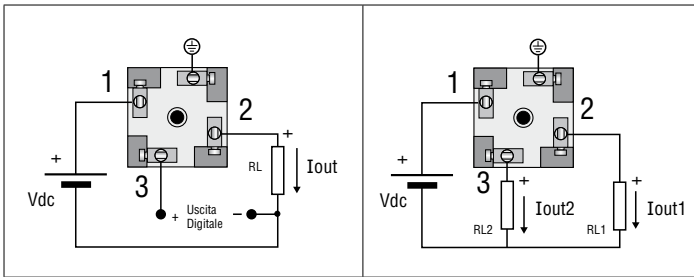 1
2
3
+
Vdc
+
RL
Iout
+ Uscita Digitale −
1
2
3
+
Vdc
+
RL2
Iout2
+
RL1
Iout1